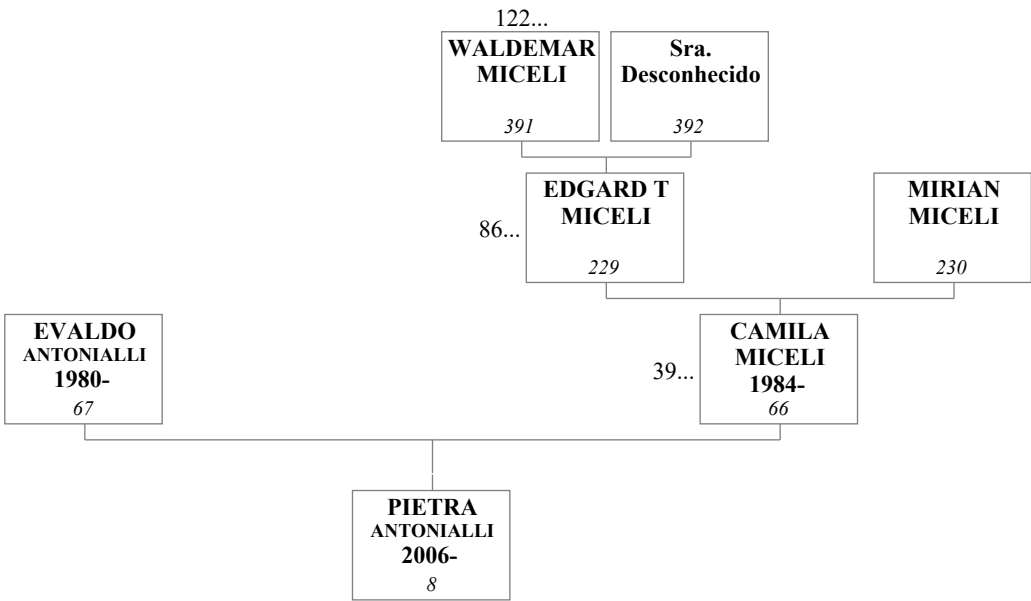 122...
WALDEMAR
MICELI
391
Sra.
Desconhecido
392
86...
EDGARD T
MICELI
229
MIRIAN
MICELI
230
EVALDO
ANTONIALLI
1980-
67
39...
CAMILA
MICELI
1984-
66
PIETRA
ANTONIALLI
2006-
8